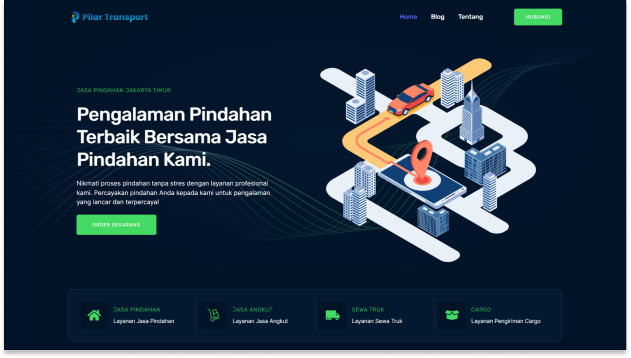 Pilar Transport
Home Blog Tentang HUBUNGI
JASA PINDAHAN JAKARTA TIMUR
Pengalaman Pindahan
Terbaik Bersama Jasa
Pindahan Kami.
Nikmati proses pindahan tanpa stres dengan layanan profesional
kami. Percayakan pindahan Anda kepada kami untuk pengalaman
yang lancar dan terpercaya!
ORDER SEKARANG
JASA PINDAHAN
Layanan Jasa Pindahan
JASA ANGKUT
Layanan Jasa Angkut
SEWA TRUK
Layanan Sewa Truk
CARGO
Layanan Pengiriman Cargo